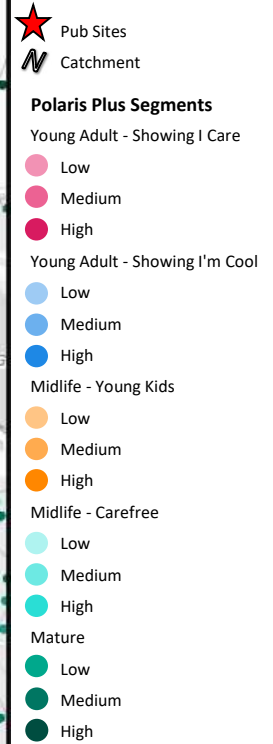 Pub Sites
Catchment
Polaris Plus Segments
Young Adult - Showing I Care
Low
Medium
High
Young Adult - Showing I'm Cool
Low
Medium
High
Midlife - Young Kids
Low
Medium
High
Midlife - Carefree
Low
Medium
High
Mature
Low
Medium
High